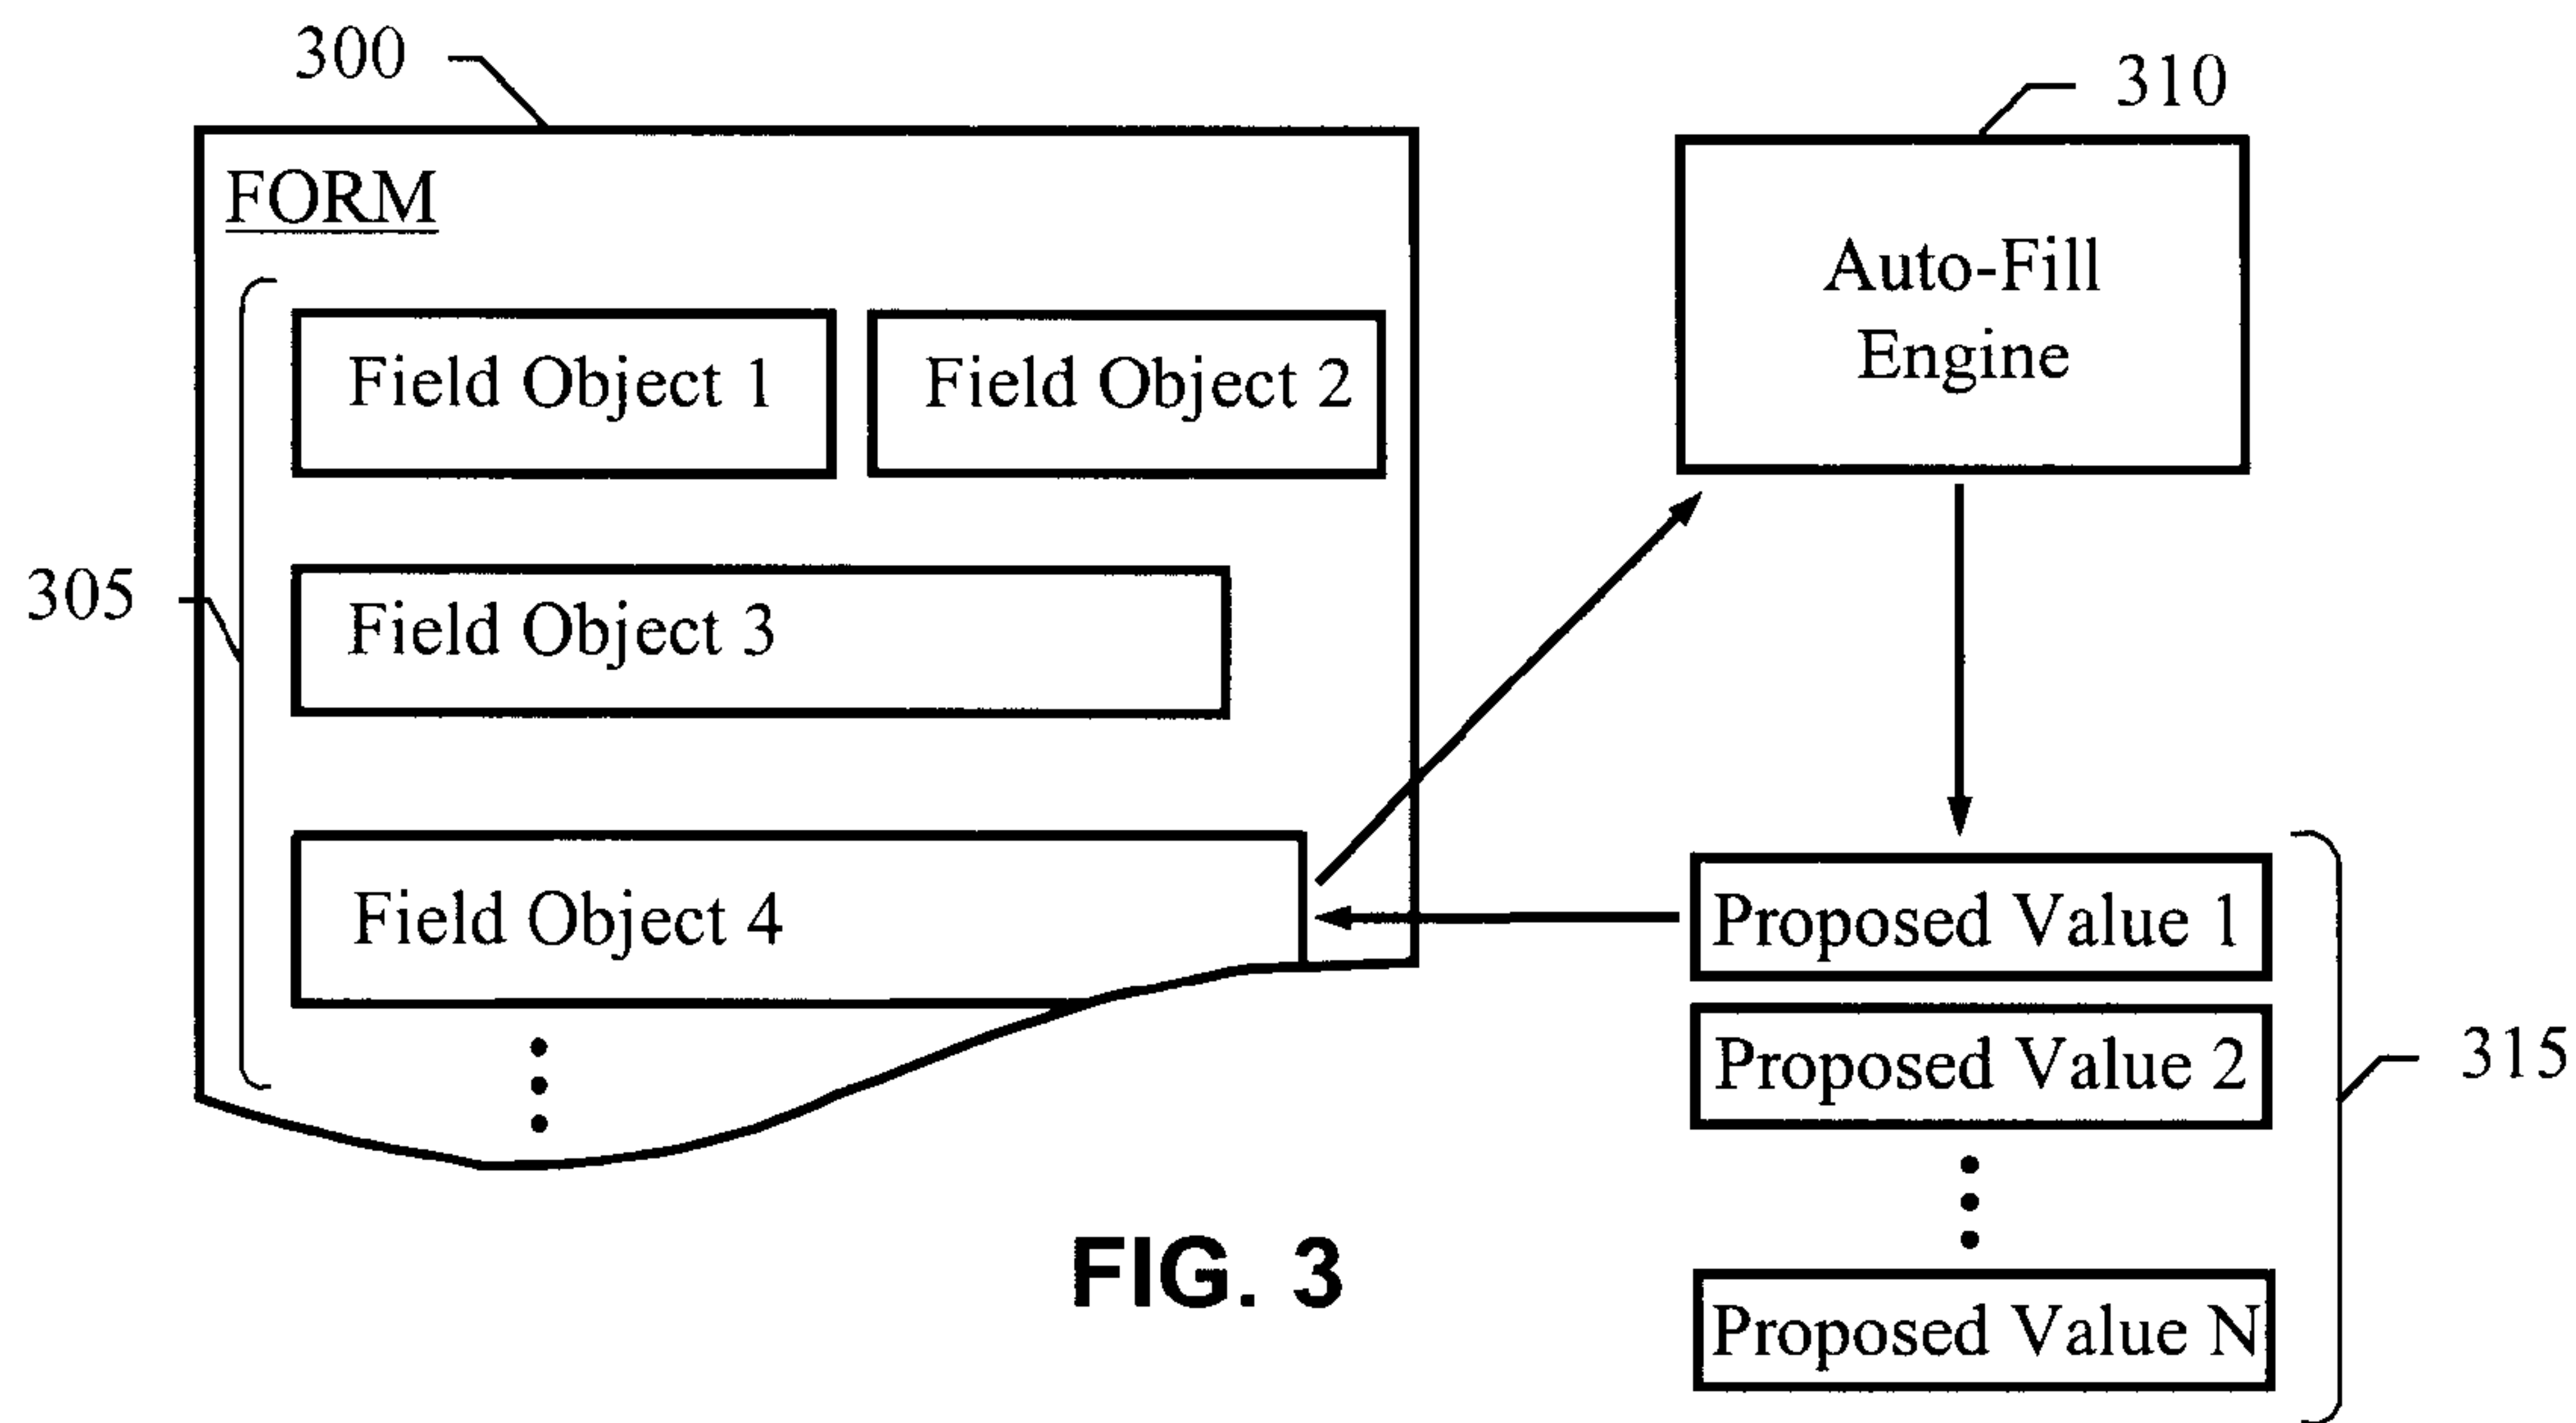 300
310
FORM
Auto-Fill
Engine
Field Object 1
Field Object 2
305
Field Object 3
Field Object 4
Proposed Value 1
Proposed Value 2
315
FIG. 3
Proposed Value N